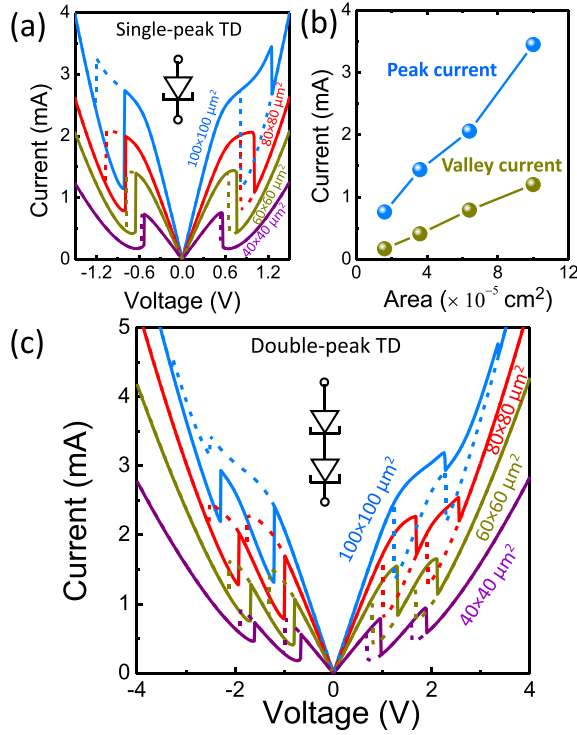 (a)
Single-peak TD
Current (mA)
4
3
2
1
0
100×100 μm²
80×80 μm²
60×60 μm²
40×40 μm²
-1.2 -0.6 0.0 0.6 1.2
Voltage (V)
(b)
Peak current
Valley current
Current (mA)
4
3
2
1
0
0 2 4 6 8 10
Area (× 10⁻⁵ cm²)
(c)
Double-peak TD
Current (mA)
5
4
3
2
1
0
100×100 μm²
80×80 μm²
60×60 μm²
40×40 μm²
-4 -2 0 2 4
Voltage (V)